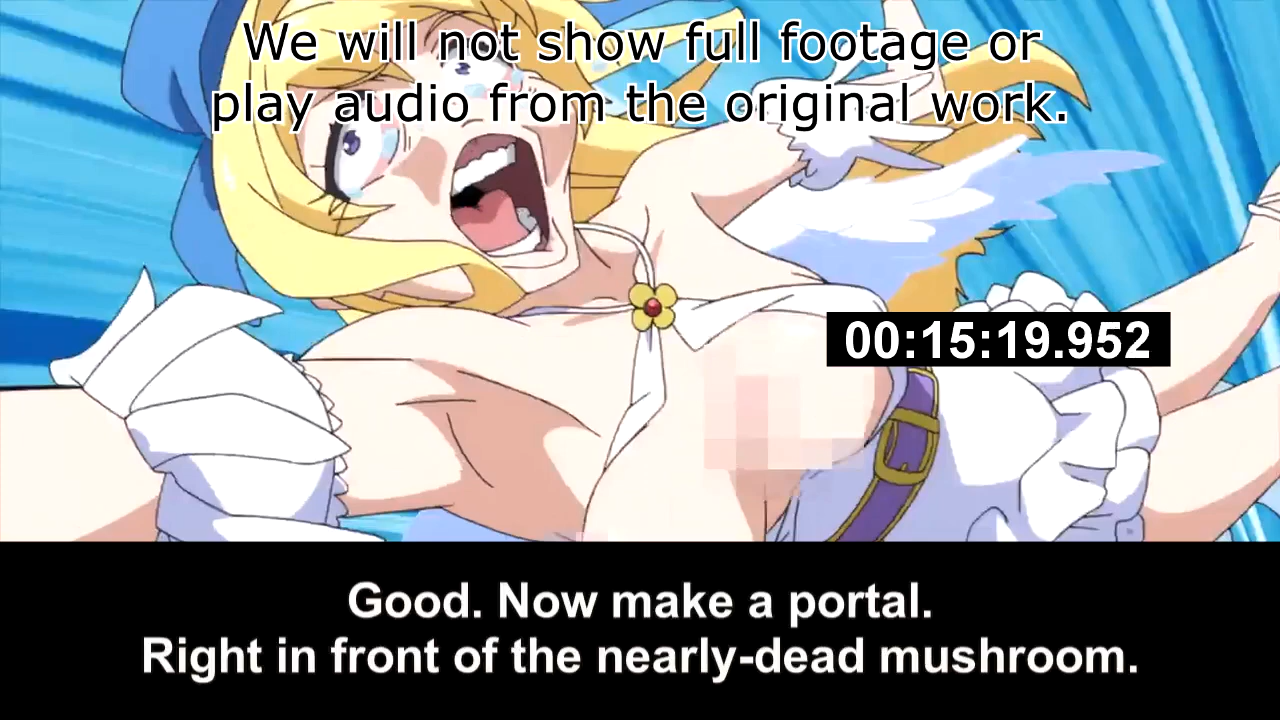 We will not show full footage or
play audio from the original work.
00:15:19.952
Good. Now make a portal.
Right in front of the nearly-dead mushroom.